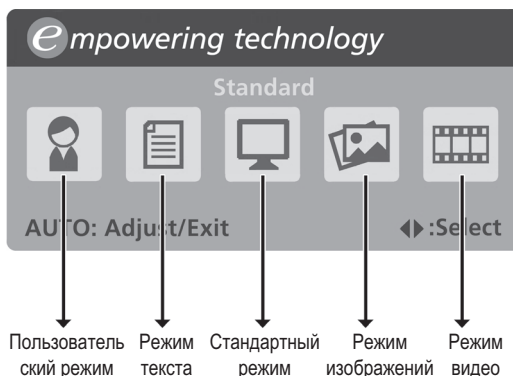 empowering technology
Standard
AUTO: Adjust/Exit :Select
Пользователь Режим Стандартный Режим Режим
ский режим текста режим изображений видео